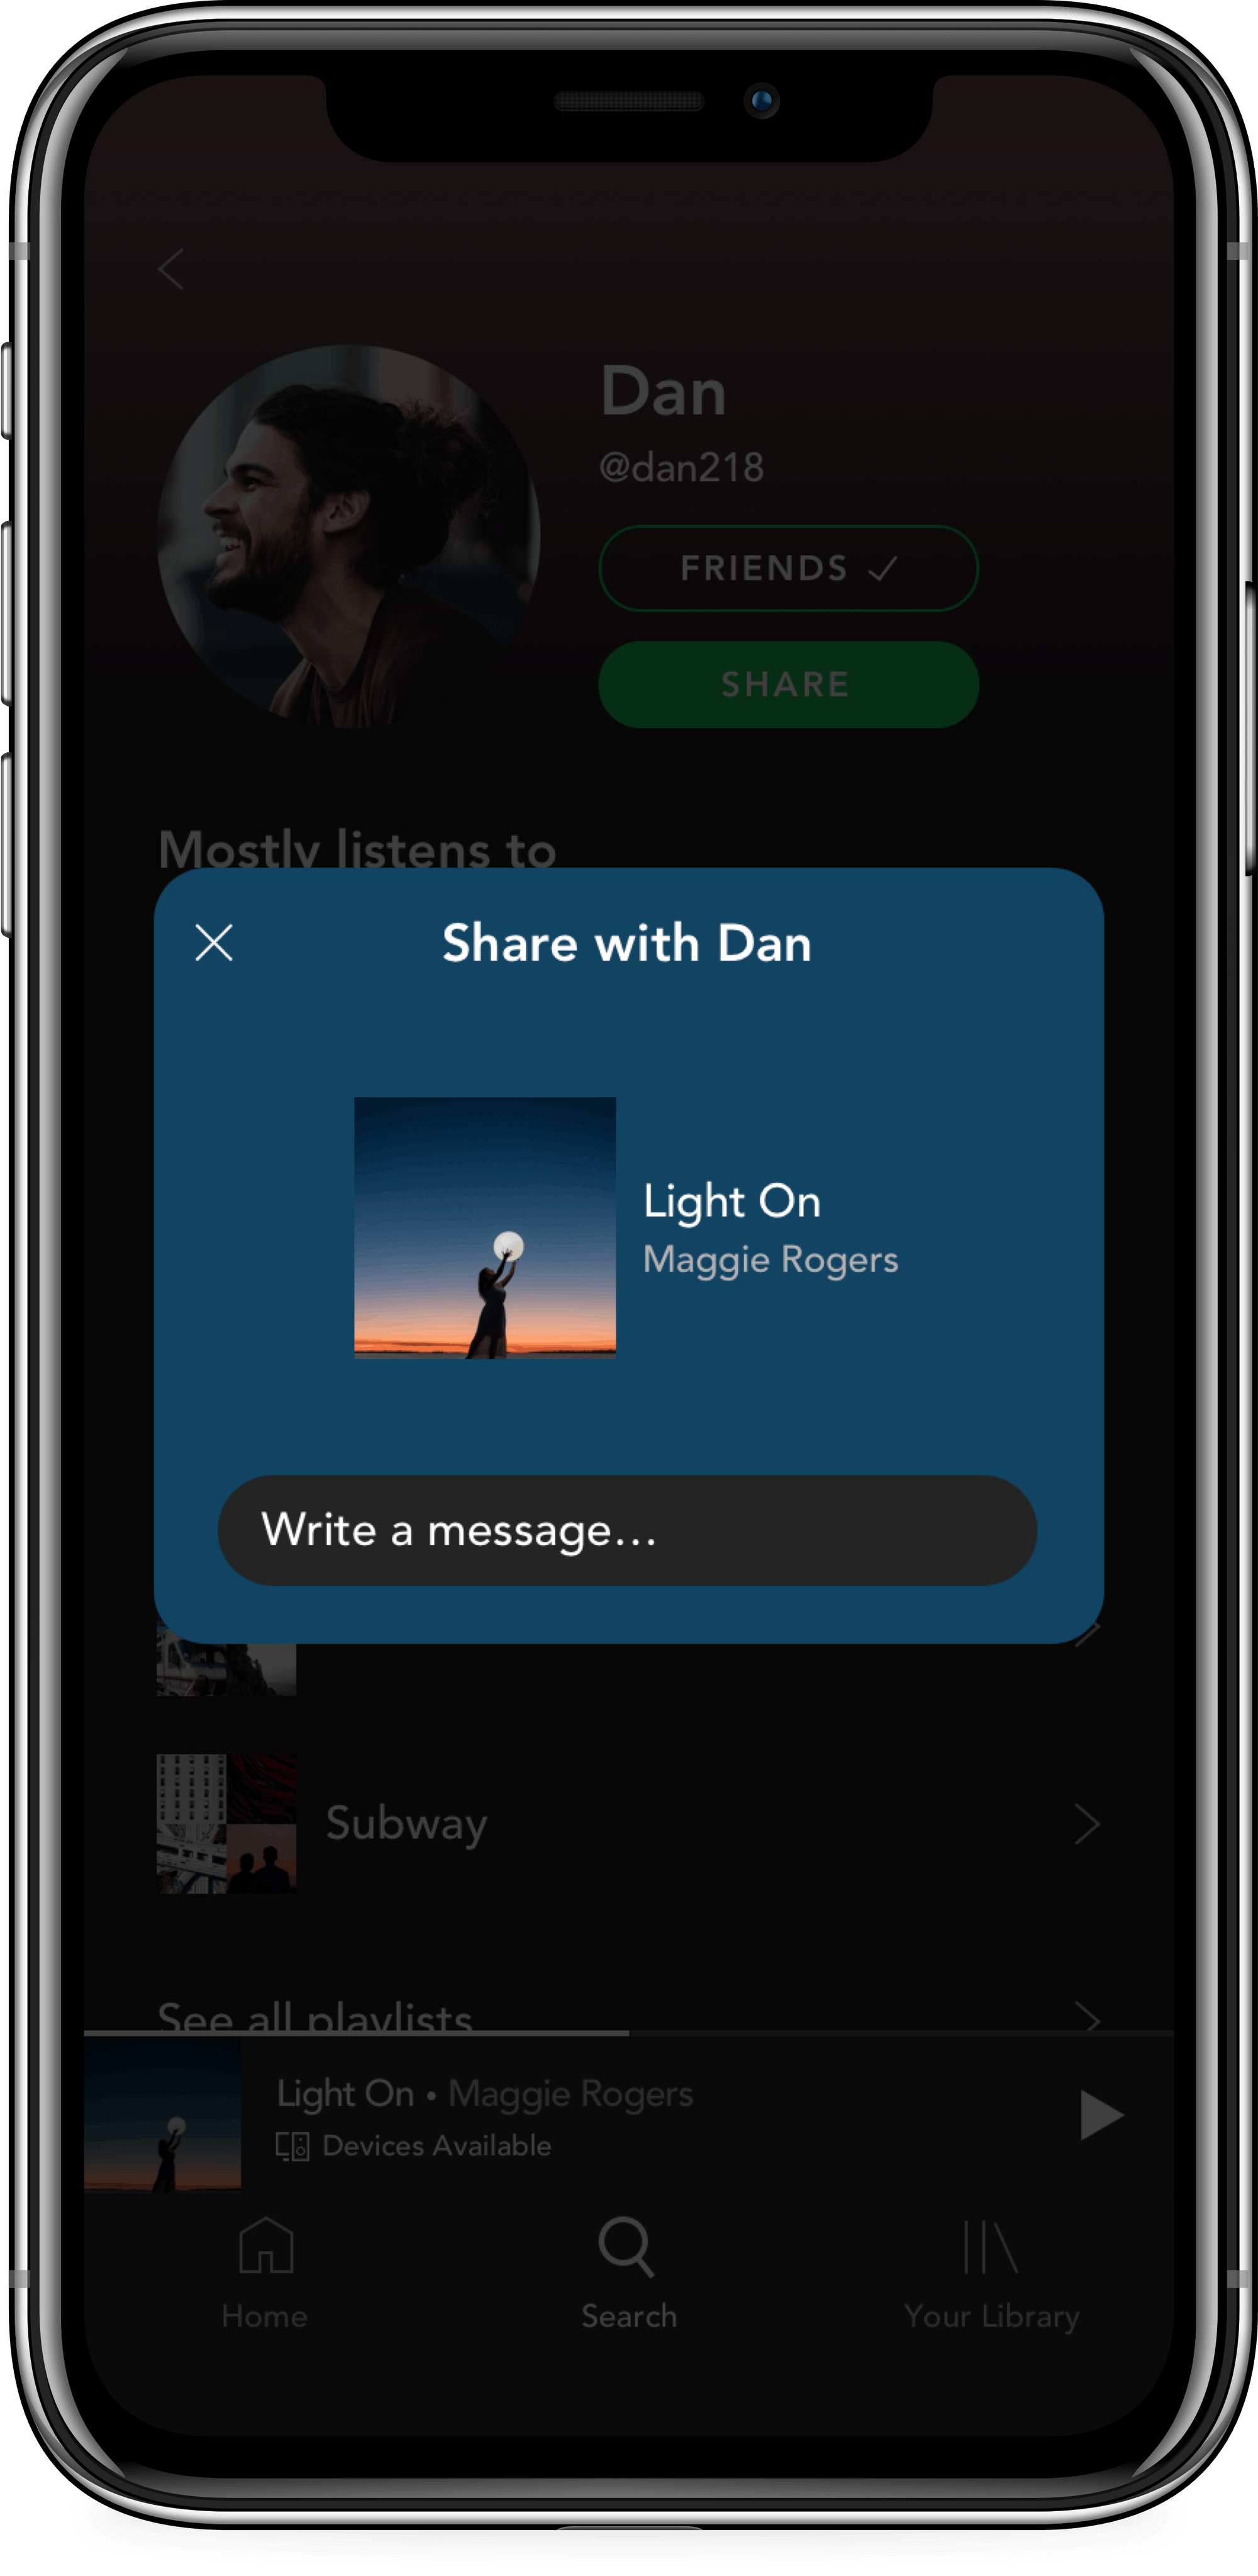 Dan
@dan218
FRIENDS
SHARE
Mostly listens to
Share with Dan
Light On
Maggie Rogers
Write a message...
Subway
See all playlists
Light On • Maggie Rogers
Devices Available
Home
Search
Your Library